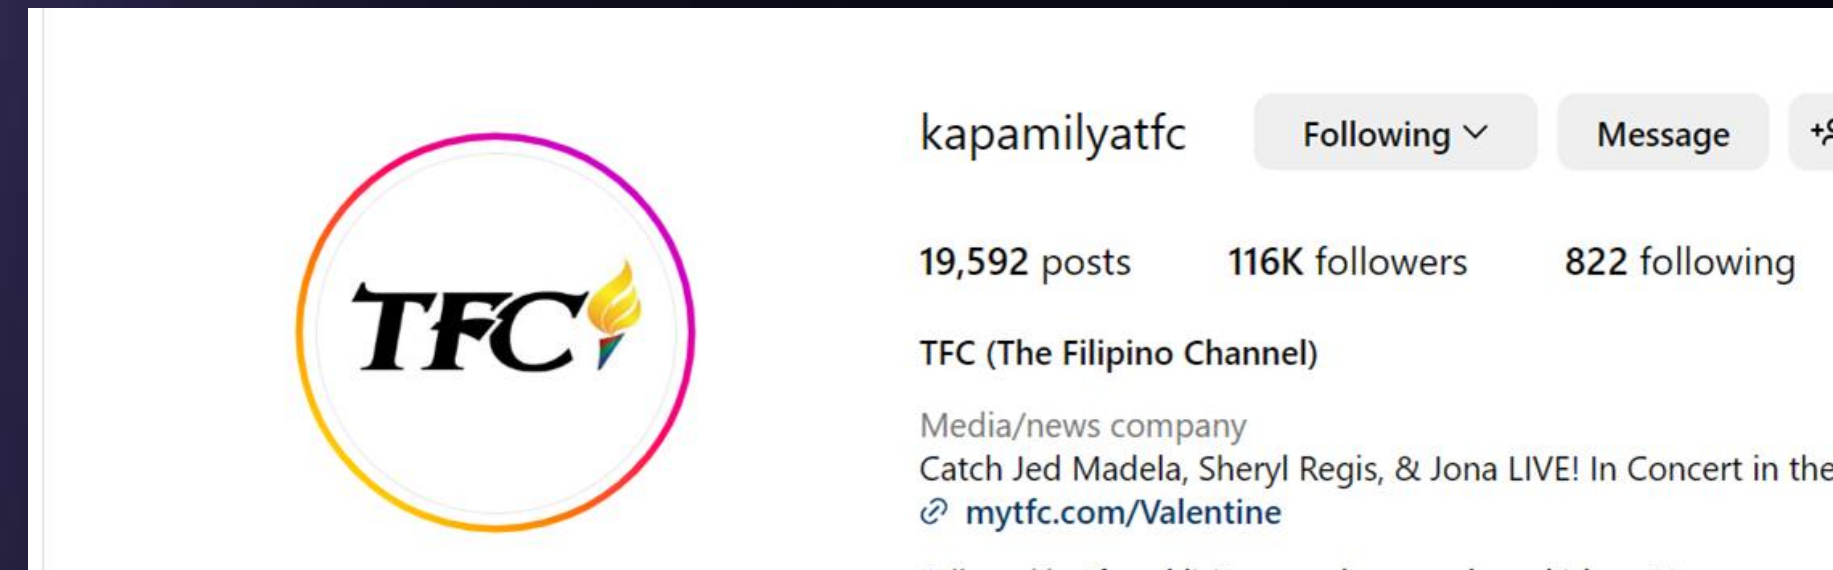 kapamilyatfc Following Message
19,592 posts 116K followers 822 following
TFC
TFC (The Filipino Channel)
Media/news company
Catch Jed Madela, Sheryl Regis, & Jona LIVE! In Concert in the
mytfc.com/Valentine